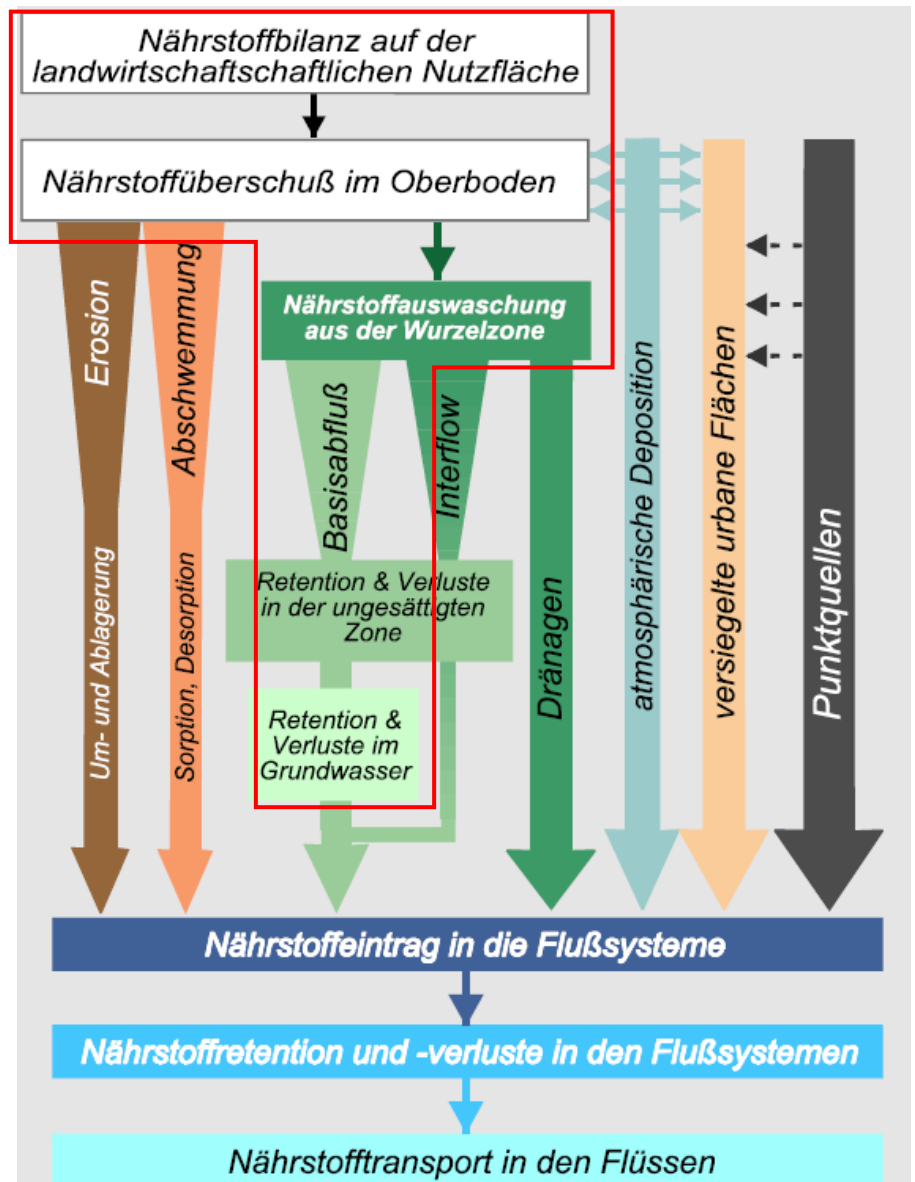 Nährstoffbilanz auf der
landwirtschaftschaftlichen Nutzfläche
Nährstoffüberschuß im Oberboden
Erosion
Um- und Ablagerung
Abschwemmung
Sorption, Desorption
Nährstoffauswaschung
aus der Wurzelzone
Basisabfluß
Interflow
Retention & Verluste
in der ungesättigten
Zone
Retention &
Verluste im
Grundwasser
Dränagen
atmosphärische Deposition
versiegelte urbane Flächen
Punktquellen
Nährstoffeintrag in die Flußsysteme
Nährstoffretention und -verluste in den Flußsystemen
Nährstofftransport in den Flüssen